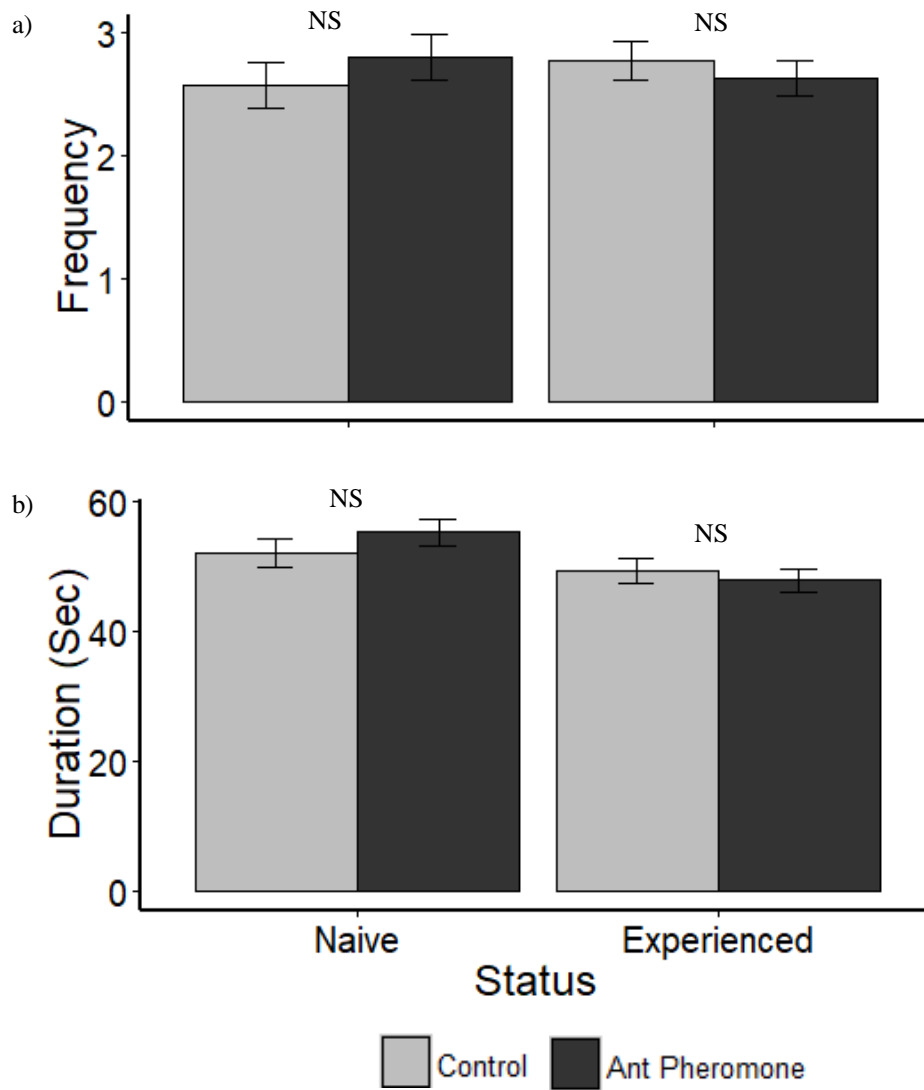 a)
NS
NS
3
2
1
0
Frequency
b)
NS
NS
60
40
20
0
Duration (Sec)
Naive
Experienced
Status
Control
Ant Pheromone